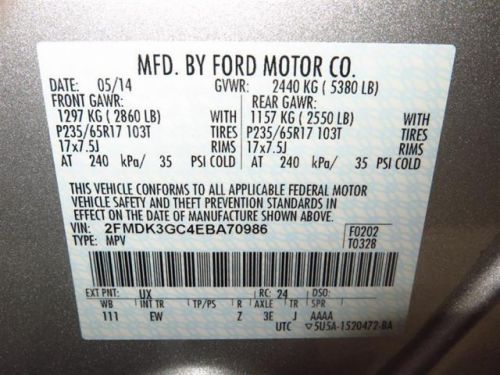 MFD. BY FORD MOTOR CO.
DATE: 05/14 GVWR: 2440 KG ( 5380 LB)
FRONT GAWR: REAR GAWR:
1297 KG ( 2860 LB) 1157 KG ( 2550 LB)
P235/65R17 103T TIRES P235/65R17 103T TIRES
17x7.5J RIMS 17x7.5J RIMS
AT 240 kPa/ 35 PSI COLD AT 240 kPa/ 35 PSI COLD
THIS VEHICLE CONFORMS TO ALL APPLICABLE FEDERAL MOTOR
VEHICLE SAFETY AND THEFT PREVENTION STANDARDS IN
EFFECT ON THE DATE OF MANUFACTURE SHOWN ABOVE.
VIN: 2FMDK3GC4EBA70986 F0202
TYPE: MPV T0328
EXT PNT: UX RC: 24 DSO:
WB INT TR TP/PS R AXLE TR SPR
111 EW Z 3E J AAAA
UTC 5U5A-1520472-BA